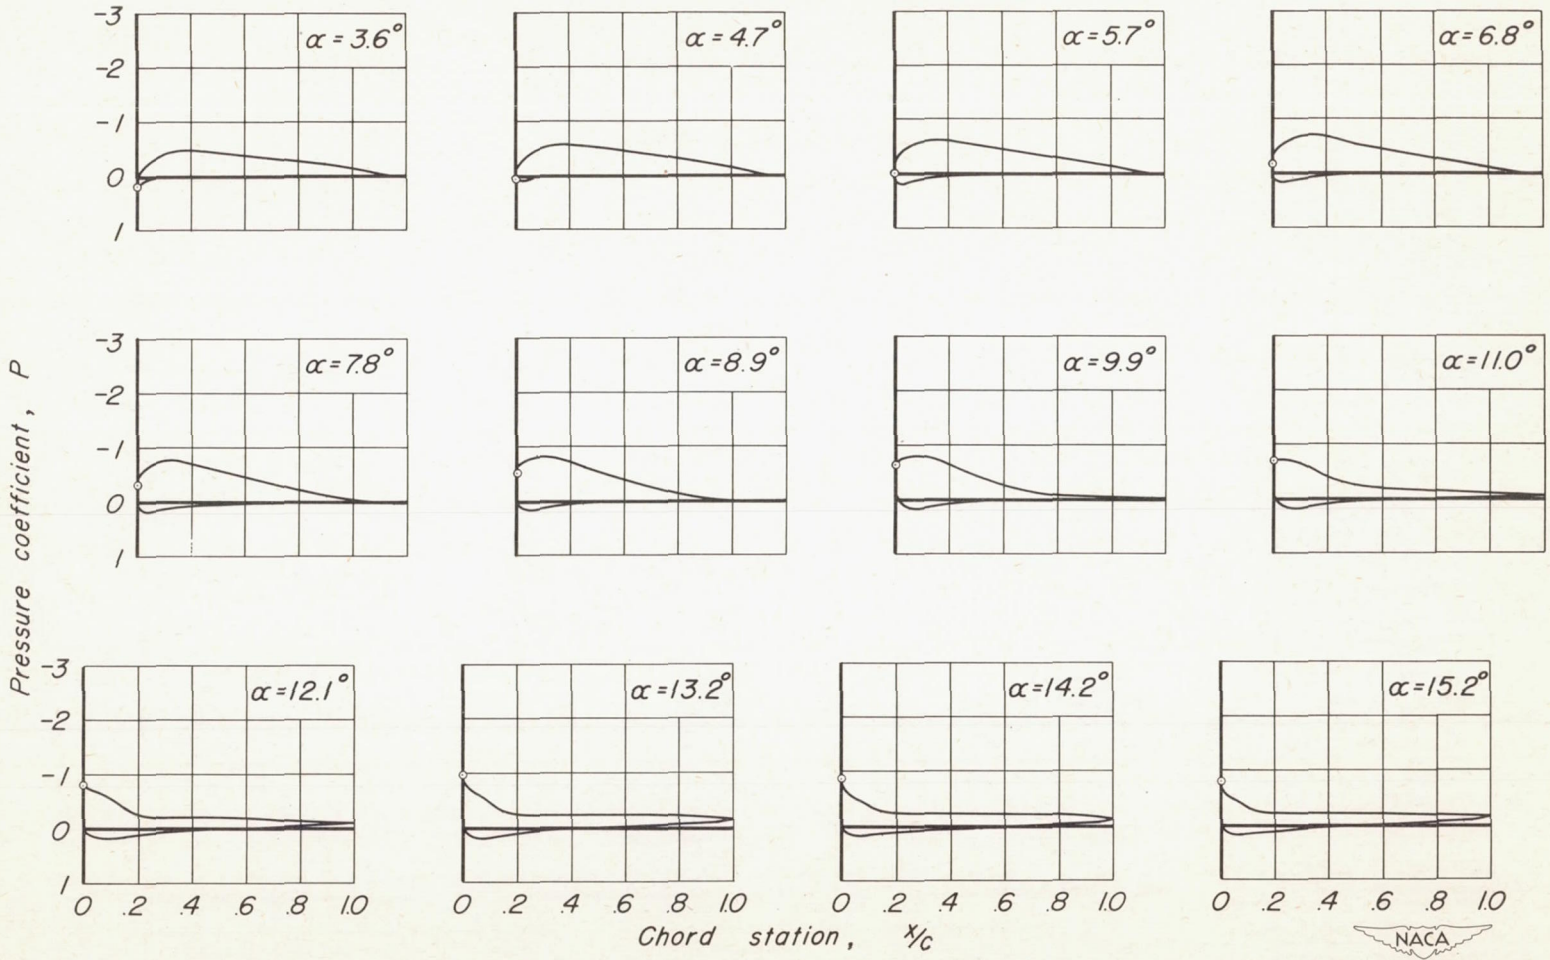 -3
α = 3.6° α = 4.7° α = 5.7° α = 6.8°
-2
-1
0
1
-3
α = 7.8° α = 8.9° α = 9.9° α = 11.0°
-2
-1
0
1
Pressure coefficient, P
-3
α = 12.1° α = 13.2° α = 14.2° α = 15.2°
-2
-1
0
1
0 .2 .4 .6 .8 1.0 0 .2 .4 .6 .8 1.0 0 .2 .4 .6 .8 1.0 0 .2 .4 .6 .8 1.0
Chord station, x/c
NACA